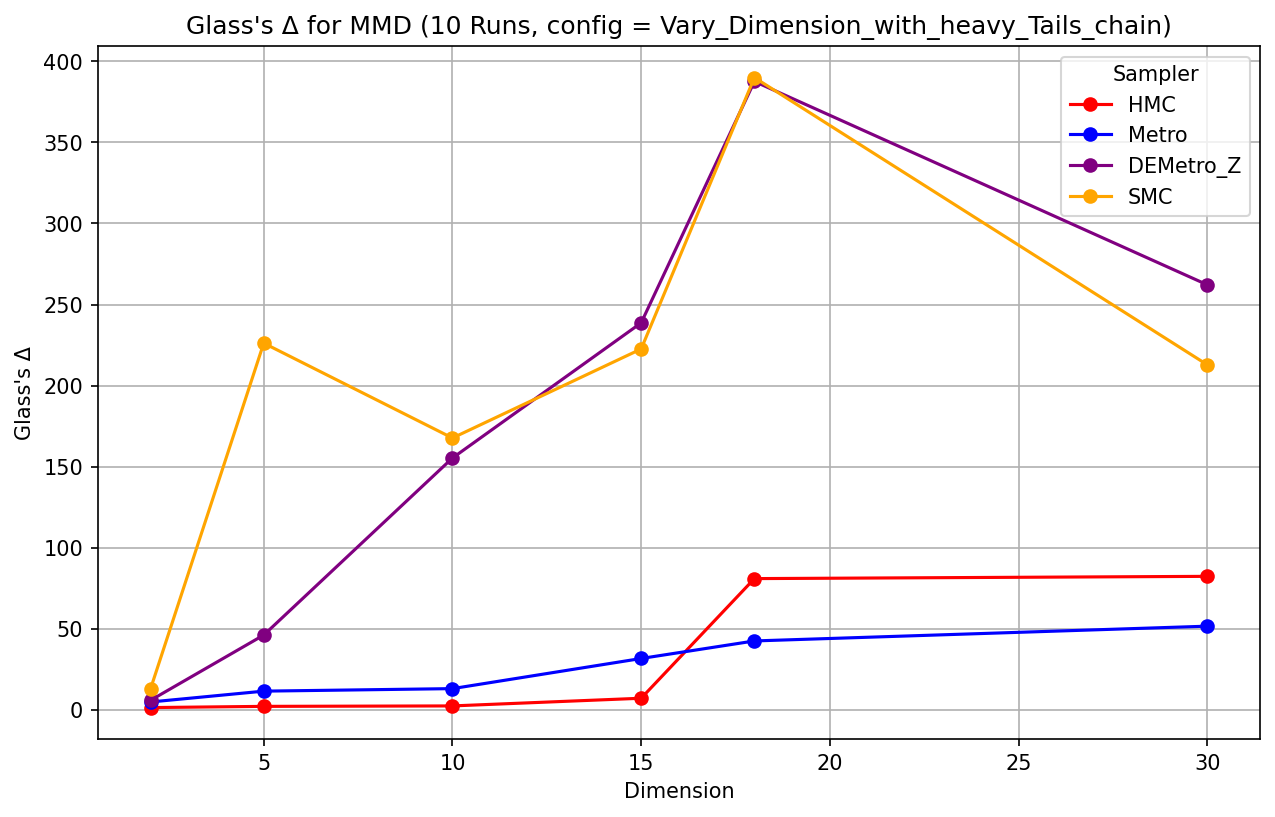 Glass's Δ for MMD (10 Runs, config = Vary_Dimension_with_heavy_Tails_chain)
Glass's Δ
400
350
300
250
200
150
100
50
0
5
10
15
20
25
30
Dimension
Sampler
HMC
Metro
DEMetro_Z
SMC